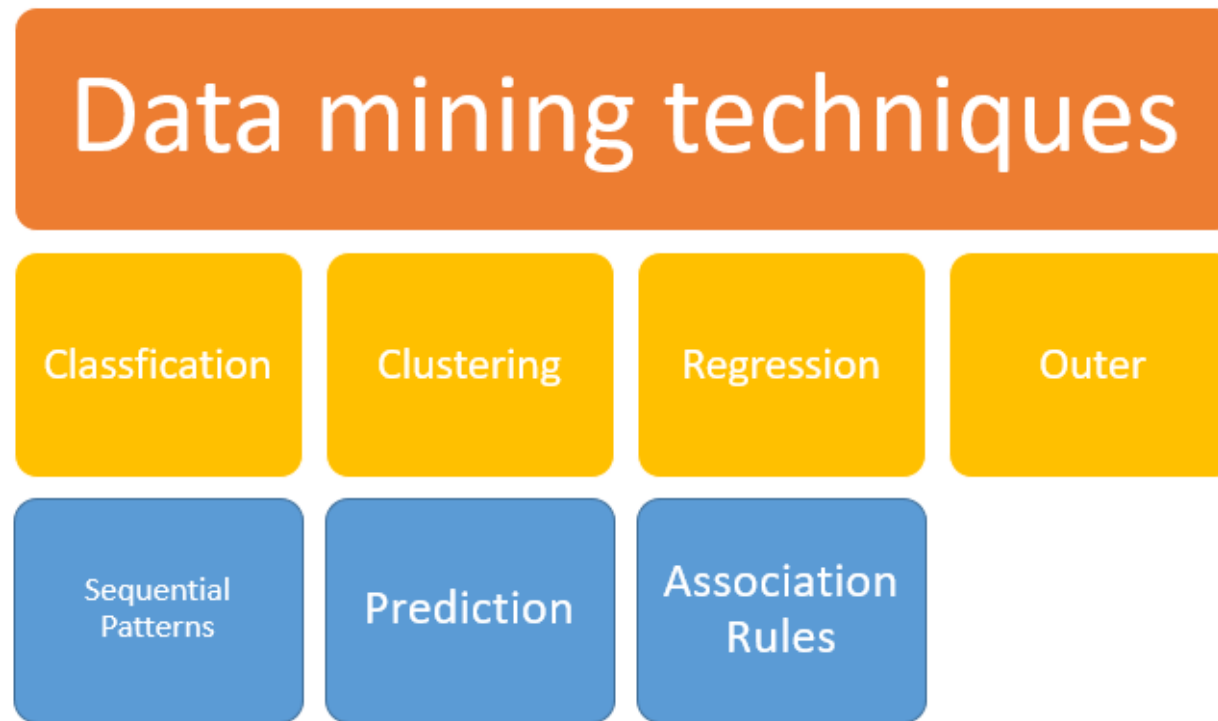 Data mining techniques
Classfication
Clustering
Regression
Outer
Sequential
Patterns
Prediction
Association
Rules